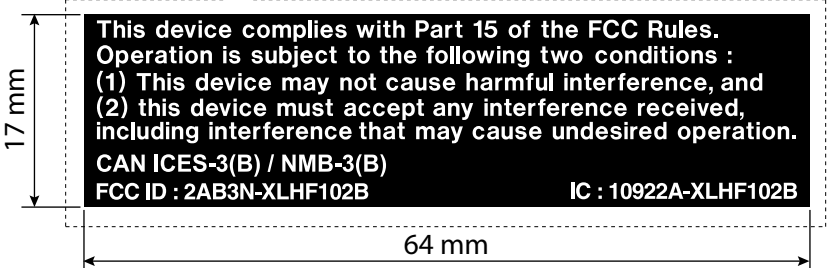 This device complies with Part 15 of the FCC Rules.
Operation is subject to the following two conditions :
(1) This device may not cause harmful interference, and
(2) this device must accept any interference received,
including interference that may cause undesired operation.
CAN ICES-3(B) / NMB-3(B)
FCC ID : 2AB3N-XLHF102B IC : 10922A-XLHF102B
17 mm
64 mm